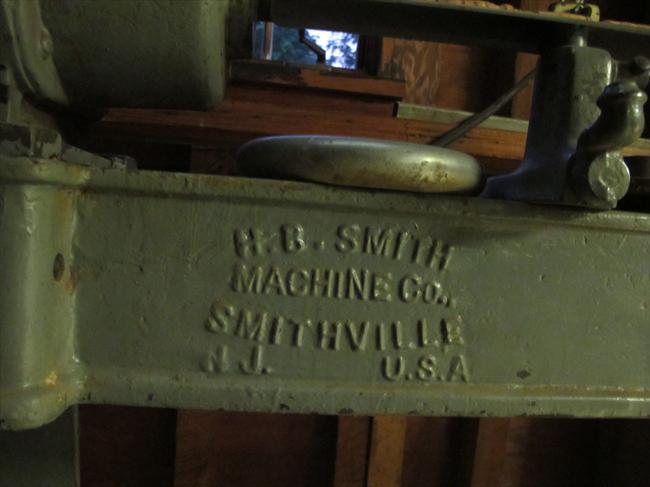 H. B. SMITH
MACHINE Co.,
SMITHVILLE
N.J. U.S.A